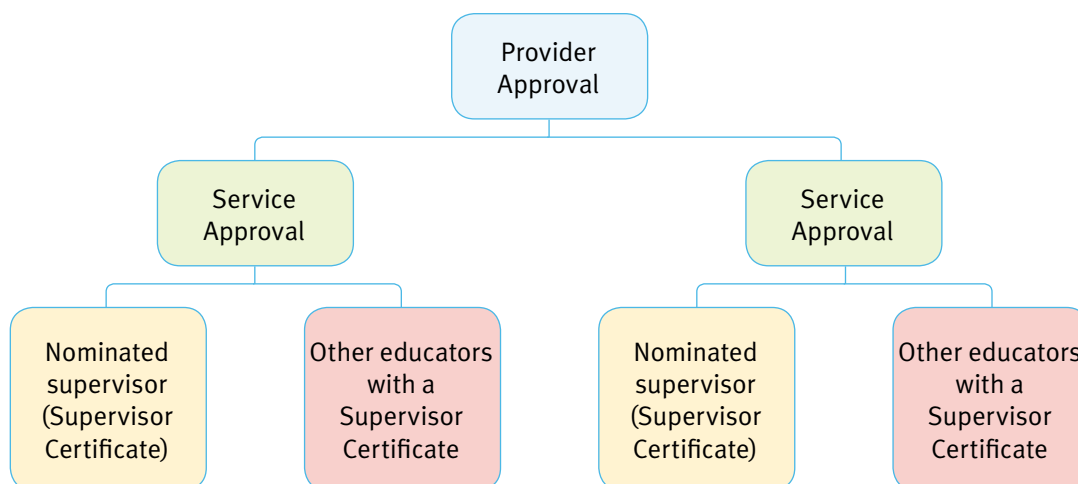 Provider
Approval
Service
Approval
Service
Approval
Nominated
supervisor
(Supervisor
Certificate)
Other educators
with a
Supervisor
Certificate
Nominated
supervisor
(Supervisor
Certificate)
Other educators
with a
Supervisor
Certificate